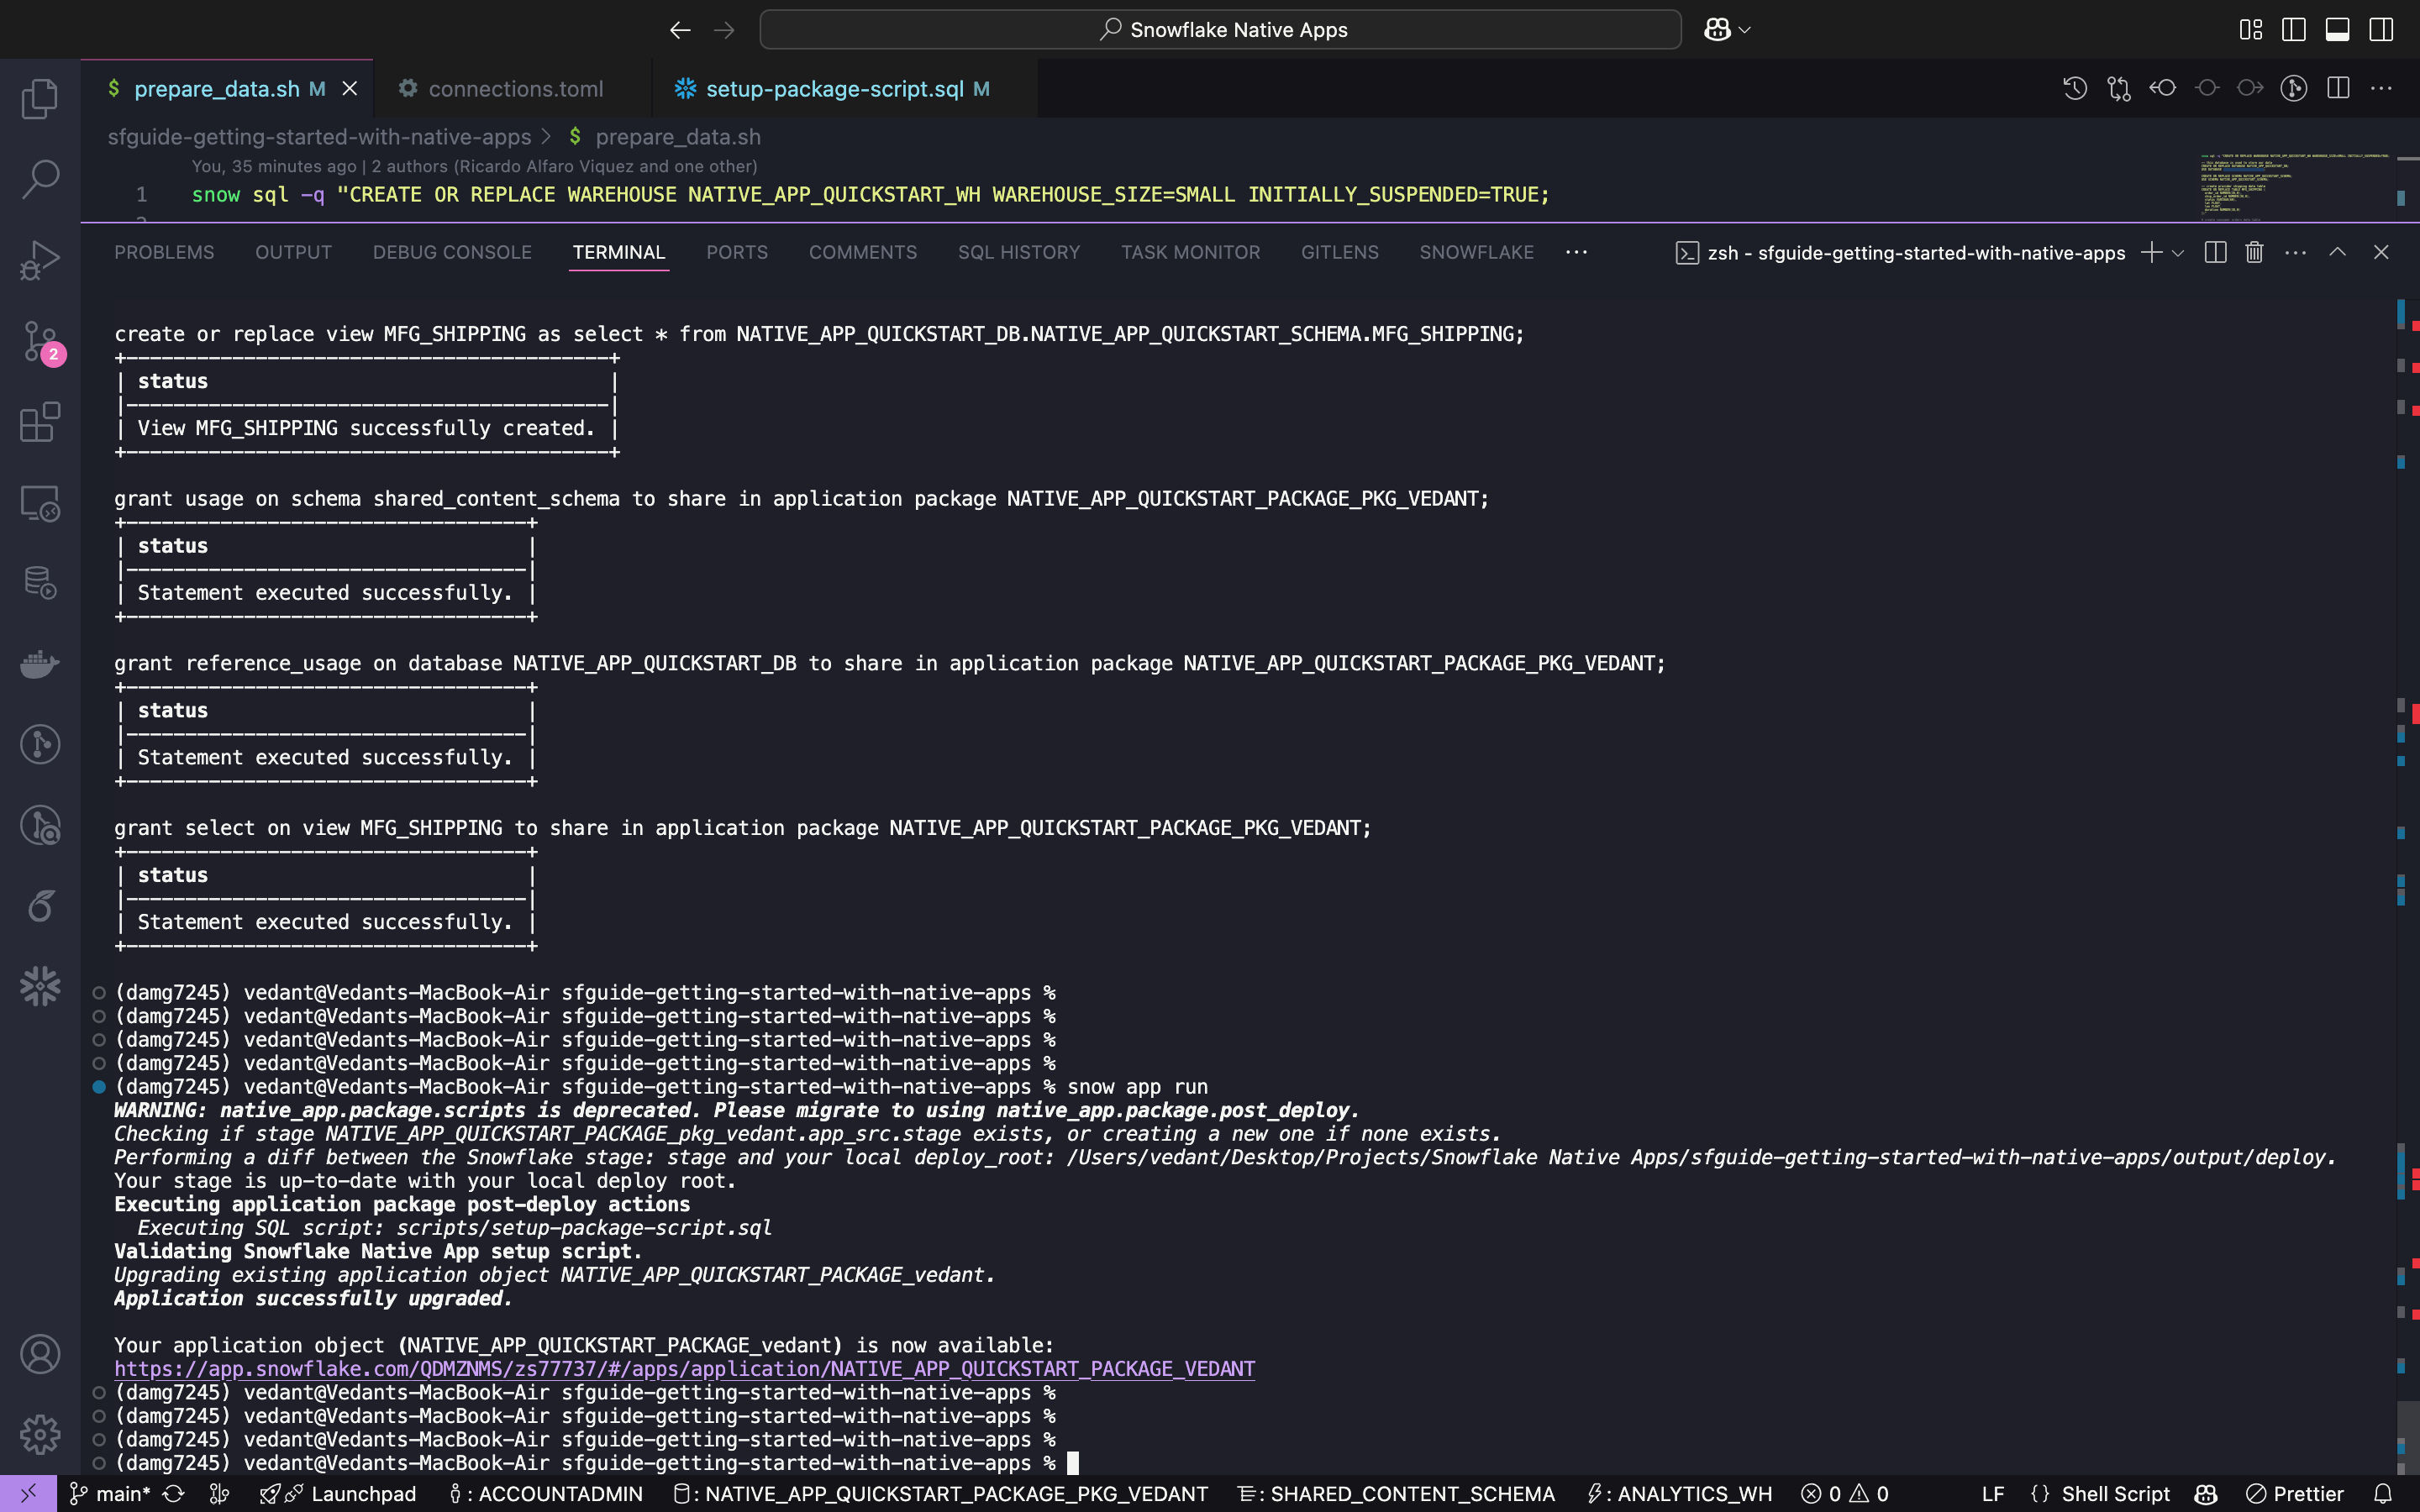 Snowflake Native Apps
$ prepare_data.sh M
connections.toml
setup-package-script.sql M
sfguide-getting-started-with-native-apps > $ prepare_data.sh
You, 35 minutes ago | 2 authors (Ricardo Alfaro Viquez and one other)
1 snow sql -q "CREATE OR REPLACE WAREHOUSE NATIVE_APP_QUICKSTART_WH WAREHOUSE_SIZE=SMALL INITIALLY_SUSPENDED=TRUE;
PROBLEMS OUTPUT DEBUG CONSOLE TERMINAL PORTS COMMENTS SQL HISTORY TASK MONITOR GITLENS SNOWFLAKE ... zsh - sfguide-getting-started-with-native-apps
create or replace view MFG_SHIPPING as select * from NATIVE_APP_QUICKSTART_DB.NATIVE_APP_QUICKSTART_SCHEMA.MFG_SHIPPING;
+-----------------------------------------+
| status |
|-----------------------------------------|
| View MFG_SHIPPING successfully created. |
+-----------------------------------------+
grant usage on schema shared_content_schema to share in application package NATIVE_APP_QUICKSTART_PACKAGE_PKG_VEDANT;
+----------------------------------+
| status |
|----------------------------------|
| Statement executed successfully. |
+----------------------------------+
grant reference_usage on database NATIVE_APP_QUICKSTART_DB to share in application package NATIVE_APP_QUICKSTART_PACKAGE_PKG_VEDANT;
+----------------------------------+
| status |
|----------------------------------|
| Statement executed successfully. |
+----------------------------------+
grant select on view MFG_SHIPPING to share in application package NATIVE_APP_QUICKSTART_PACKAGE_PKG_VEDANT;
+----------------------------------+
| status |
|----------------------------------|
| Statement executed successfully. |
+----------------------------------+
(damg7245) vedant@Vedants-MacBook-Air sfguide-getting-started-with-native-apps %
(damg7245) vedant@Vedants-MacBook-Air sfguide-getting-started-with-native-apps %
(damg7245) vedant@Vedants-MacBook-Air sfguide-getting-started-with-native-apps %
(damg7245) vedant@Vedants-MacBook-Air sfguide-getting-started-with-native-apps %
(damg7245) vedant@Vedants-MacBook-Air sfguide-getting-started-with-native-apps % snow app run
WARNING: native_app.package.scripts is deprecated. Please migrate to using native_app.package.post_deploy.
Checking if stage NATIVE_APP_QUICKSTART_PACKAGE_pkg_vedant.app_src.stage exists, or creating a new one if none exists.
Performing a diff between the Snowflake stage: stage and your local deploy_root: /Users/vedant/Desktop/Projects/Snowflake Native Apps/sfguide-getting-started-with-native-apps/output/deploy.
Your stage is up-to-date with your local deploy root.
Executing application package post-deploy actions
Executing SQL script: scripts/setup-package-script.sql
Validating Snowflake Native App setup script.
Upgrading existing application object NATIVE_APP_QUICKSTART_PACKAGE_vedant.
Application successfully upgraded.
Your application object (NATIVE_APP_QUICKSTART_PACKAGE_vedant) is now available:
https://app.snowflake.com/QDMZNMS/zs77737/#/apps/application/NATIVE_APP_QUICKSTART_PACKAGE_VEDANT
(damg7245) vedant@Vedants-MacBook-Air sfguide-getting-started-with-native-apps %
(damg7245) vedant@Vedants-MacBook-Air sfguide-getting-started-with-native-apps %
(damg7245) vedant@Vedants-MacBook-Air sfguide-getting-started-with-native-apps %
(damg7245) vedant@Vedants-MacBook-Air sfguide-getting-started-with-native-apps %
2
main* Launchpad : ACCOUNTADMIN : NATIVE_APP_QUICKSTART_PACKAGE_PKG_VEDANT : SHARED_CONTENT_SCHEMA : ANALYTICS_WH 0 0 LF {} Shell Script Prettier